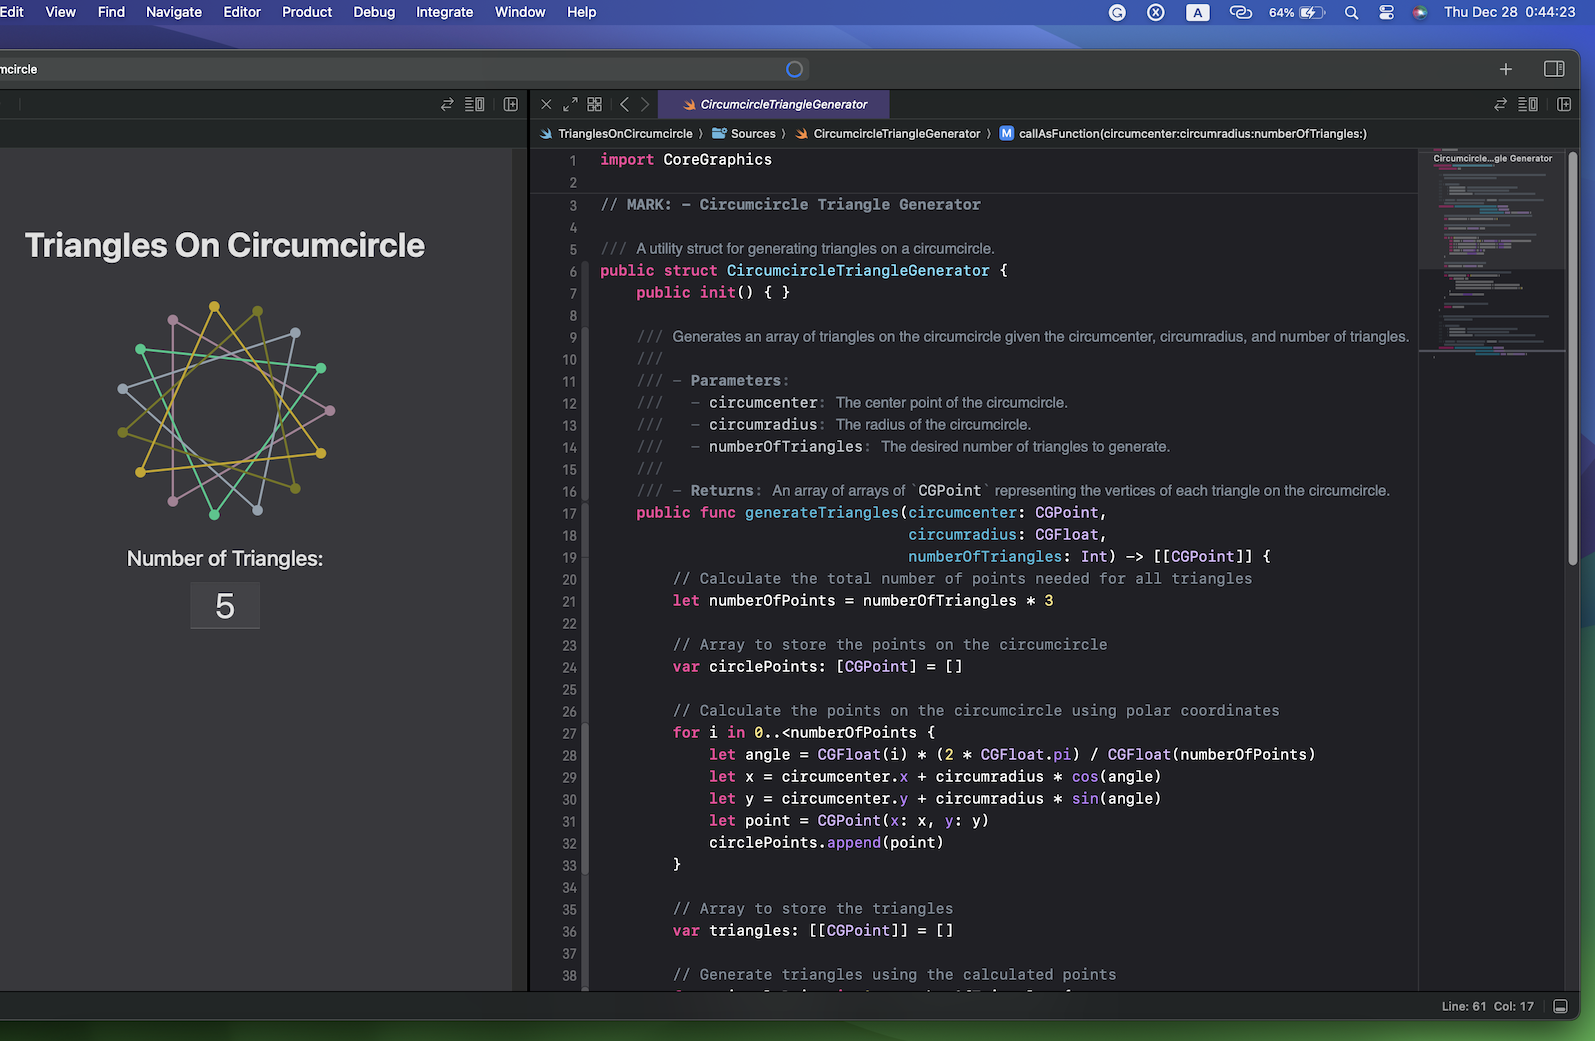 Edit View Find Navigate Editor Product Debug Integrate Window Help
A 64% Thu Dec 28 0:44:23
mcircle
CircumcircleTriangleGenerator
TrianglesOnCircumcircle 〉 Sources 〉 CircumcircleTriangleGenerator 〉 M callAsFunction(circumcenter:circumradius:numberOfTriangles:)
Triangles On Circumcircle
Number of Triangles:
5
1 import CoreGraphics
2
3 // MARK: – Circumcircle Triangle Generator
4
5 /// A utility struct for generating triangles on a circumcircle.
6 public struct CircumcircleTriangleGenerator {
7 public init() { }
8
9 /// Generates an array of triangles on the circumcircle given the circumcenter, circumradius, and number of triangles.
10 ///
11 /// – Parameters:
12 /// – circumcenter: The center point of the circumcircle.
13 /// – circumradius: The radius of the circumcircle.
14 /// – numberOfTriangles: The desired number of triangles to generate.
15 ///
16 /// – Returns: An array of arrays of `CGPoint` representing the vertices of each triangle on the circumcircle.
17 public func generateTriangles(circumcenter: CGPoint,
18 circumradius: CGFloat,
19 numberOfTriangles: Int) -> [[CGPoint]] {
20 // Calculate the total number of points needed for all triangles
21 let numberOfPoints = numberOfTriangles * 3
22
23 // Array to store the points on the circumcircle
24 var circlePoints: [CGPoint] = []
25
26 // Calculate the points on the circumcircle using polar coordinates
27 for i in 0..<numberOfPoints {
28 let angle = CGFloat(i) * (2 * CGFloat.pi) / CGFloat(numberOfPoints)
29 let x = circumcenter.x + circumradius * cos(angle)
30 let y = circumcenter.y + circumradius * sin(angle)
31 let point = CGPoint(x: x, y: y)
32 circlePoints.append(point)
33 }
34
35 // Array to store the triangles
36 var triangles: [[CGPoint]] = []
37
38 // Generate triangles using the calculated points
Circumcircle...gle Generator
Line: 61 Col: 17